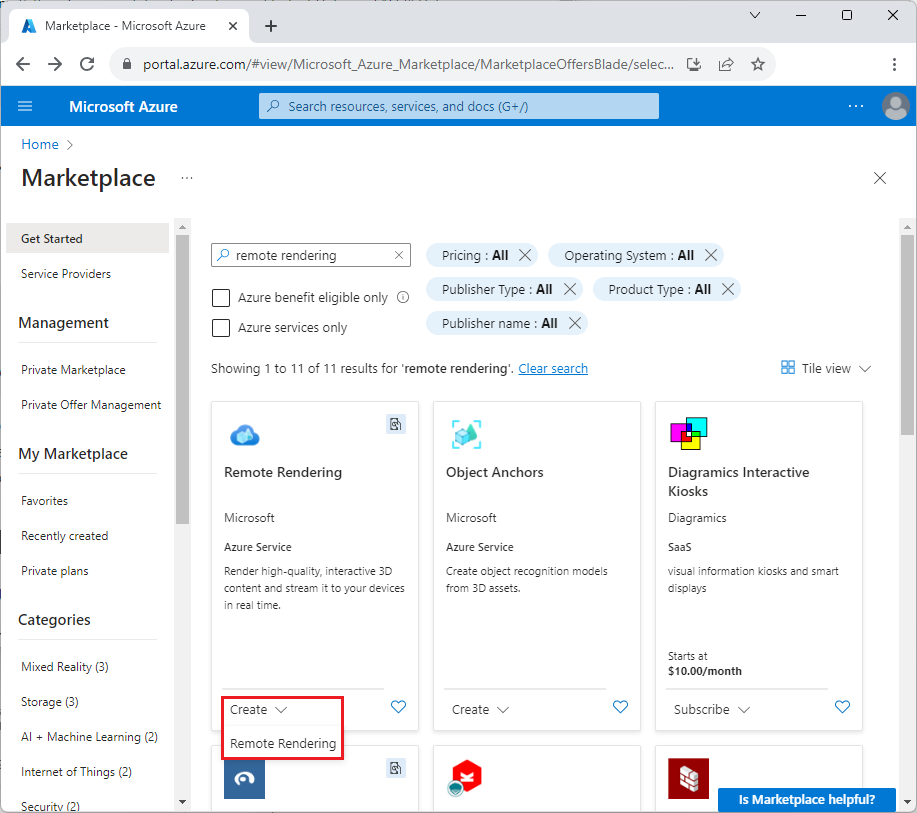 Marketplace - Microsoft Azure
portal.azure.com/#view/Microsoft_Azure_Marketplace/MarketplaceOffersBlade/selec...
Microsoft Azure
Search resources, services, and docs (G+/)
Home
Marketplace
Get Started
Service Providers
Management
Private Marketplace
Private Offer Management
My Marketplace
Favorites
Recently created
Private plans
Categories
Mixed Reality (3)
Storage (3)
AI + Machine Learning (2)
Internet of Things (2)
Security (2)
remote rendering
Pricing : All
Operating System : All
Azure benefit eligible only
Publisher Type : All
Product Type : All
Azure services only
Publisher name : All
Showing 1 to 11 of 11 results for 'remote rendering'. Clear search
Tile view
Remote Rendering
Microsoft
Azure Service
Render high-quality, interactive 3D
content and stream it to your devices
in real time.
Create
Remote Rendering
Object Anchors
Microsoft
Azure Service
Create object recognition models
from 3D assets.
Create
Diagramics Interactive
Kiosks
Diagramics
SaaS
visual information kiosks and smart
displays
Starts at
$10.00/month
Subscribe
Is Marketplace helpful?